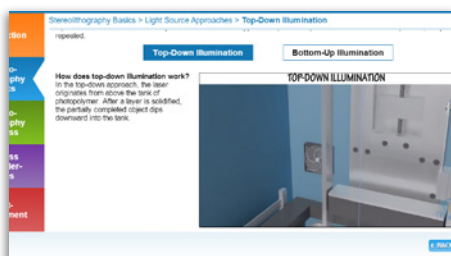 Stereolithography Basics > Light Source Approaches > Top-Down Illumination
repeated.
Top-Down Illumination
Bottom-Up Illumination
How does top-down illumination work?
In the top-down approach, the laser
originates from above the tank of
photopolymer. After a layer is solidified,
the partially completed object dips
downward into the tank.
TOP-DOWN ILLUMINATION
BACK